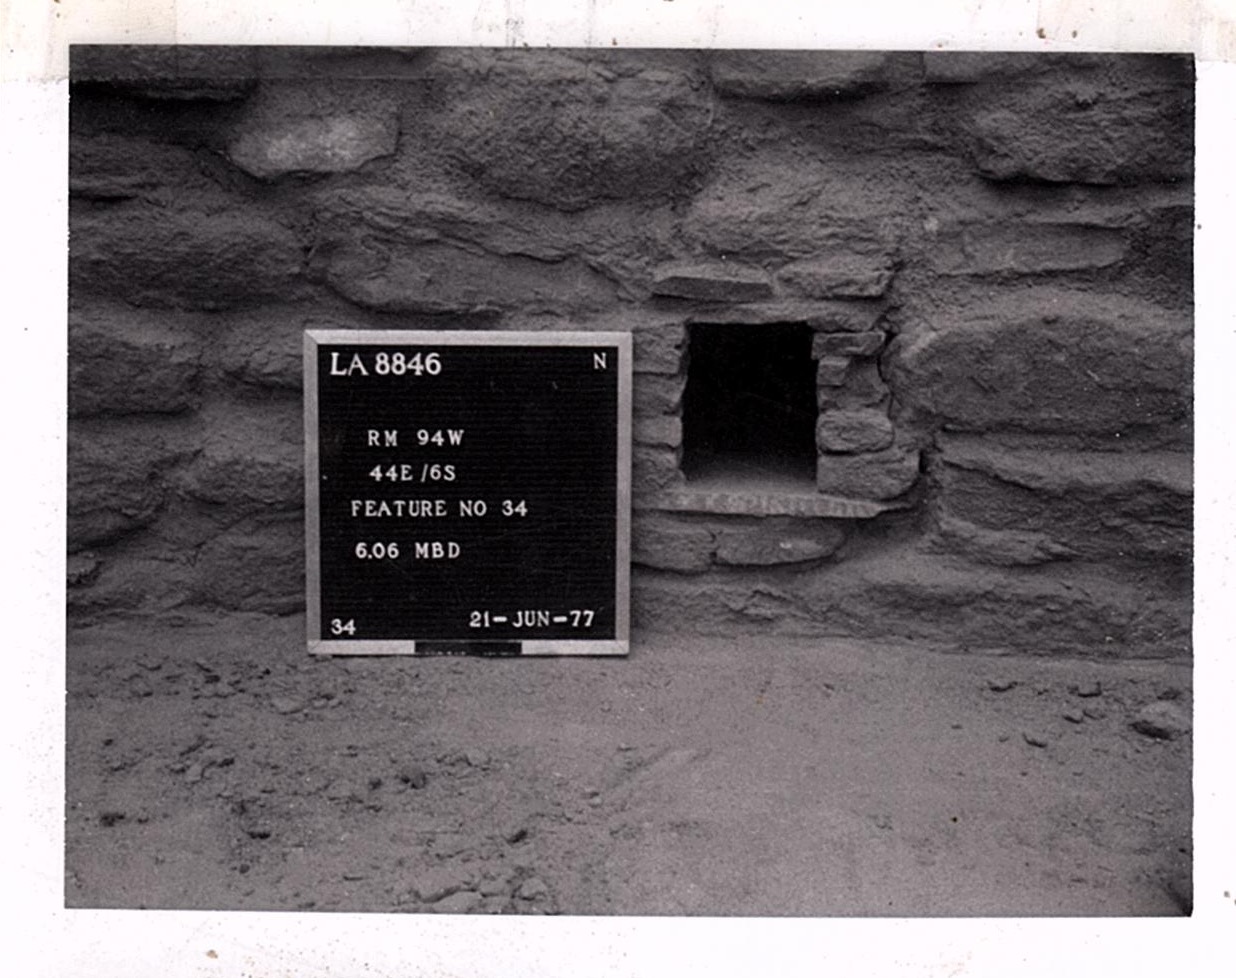 LA 8846 N
RM 94W
44E /6S
FEATURE NO 34
6.06 MBD
34 21-JUN-77